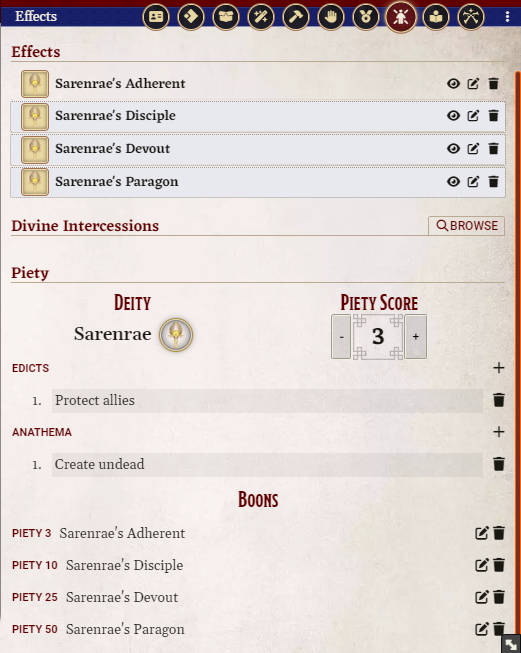 Effects
Effects
Sarenrae's Adherent
Sarenrae's Disciple
Sarenrae's Devout
Sarenrae's Paragon
Divine Intercessions
BROWSE
Piety
Deity
Piety Score
Sarenrae
- 3 +
EDICTS
1. Protect allies
ANATHEMA
1. Create undead
Boons
PIETY 3 Sarenrae's Adherent
PIETY 10 Sarenrae's Disciple
PIETY 25 Sarenrae's Devout
PIETY 50 Sarenrae's Paragon